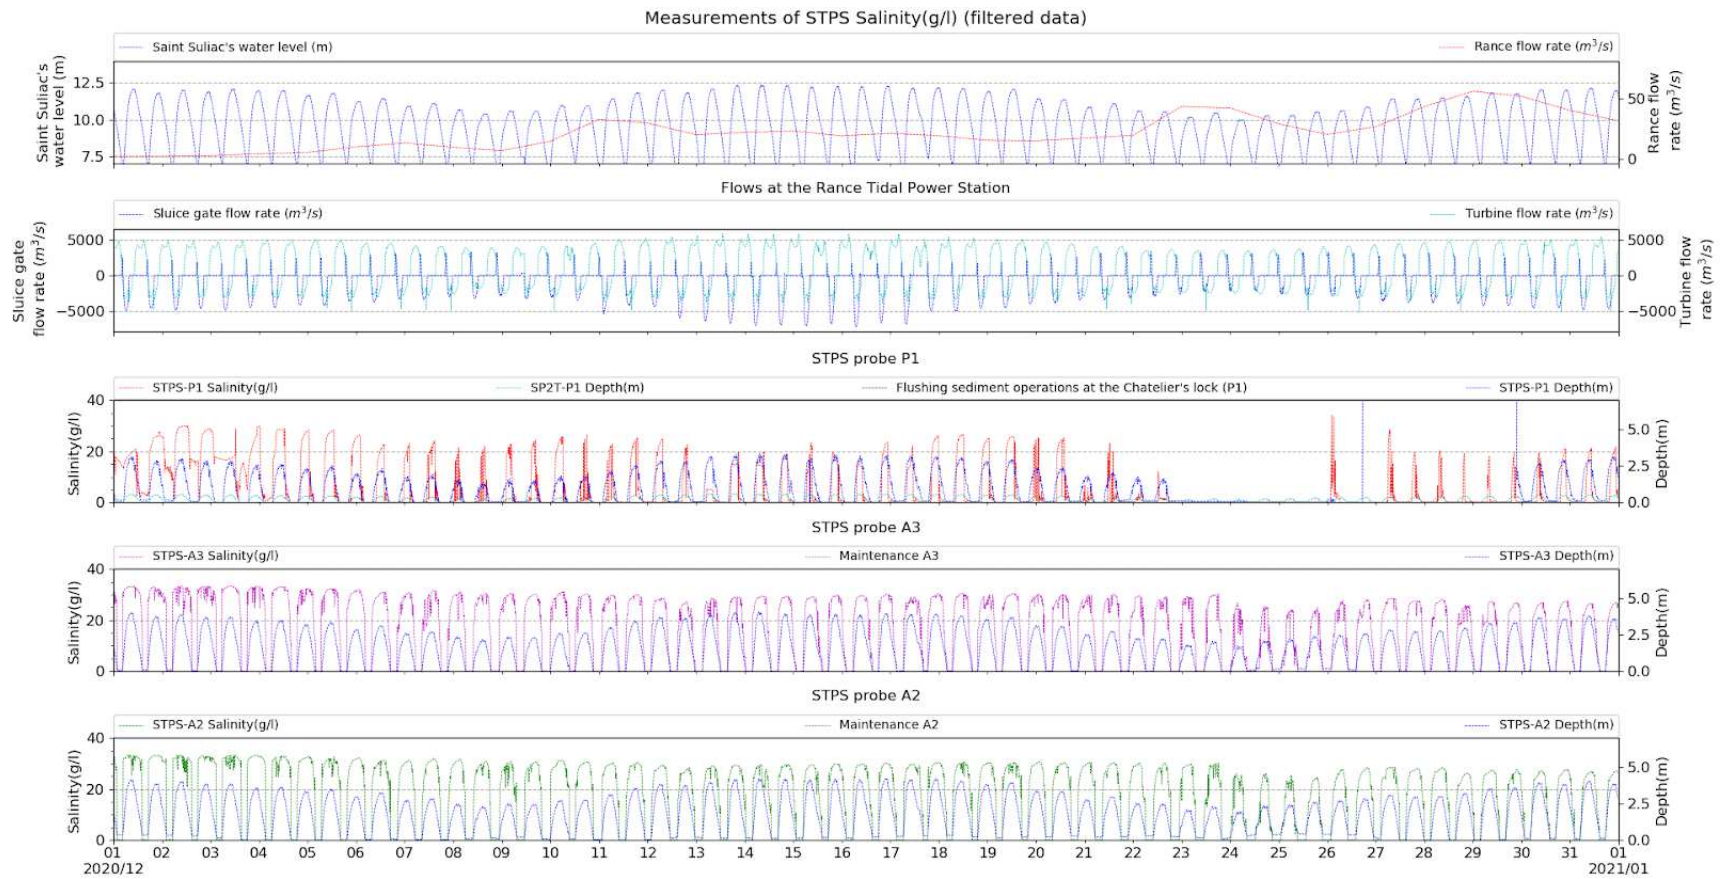 Measurements of STPS Salinity(g/l) (filtered data)
Saint Suliac's water level (m)
Rance flow rate (m³/s)
Saint Suliac's
water level (m)
12.5
10.0
7.5
50
0
Rance flow
rate (m³/s)
Flows at the Rance Tidal Power Station
Sluice gate flow rate (m³/s)
Turbine flow rate (m³/s)
Sluice gate
flow rate (m³/s)
5000
0
−5000
5000
0
−5000
Turbine flow
rate (m³/s)
STPS probe P1
STPS-P1 Salinity(g/l)
SP2T-P1 Depth(m)
Flushing sediment operations at the Chatelier's lock (P1)
STPS-P1 Depth(m)
Salinity(g/l)
40
20
0
5.0
2.5
0.0
Depth(m)
STPS probe A3
STPS-A3 Salinity(g/l)
Maintenance A3
STPS-A3 Depth(m)
Salinity(g/l)
40
20
0
5.0
2.5
0.0
Depth(m)
STPS probe A2
STPS-A2 Salinity(g/l)
Maintenance A2
STPS-A2 Depth(m)
Salinity(g/l)
40
20
0
5.0
2.5
0.0
Depth(m)
01 02 03 04 05 06 07 08 09 10 11 12 13 14 15 16 17 18 19 20 21 22 23 24 25 26 27 28 29 30 31 01
2020/12 2021/01